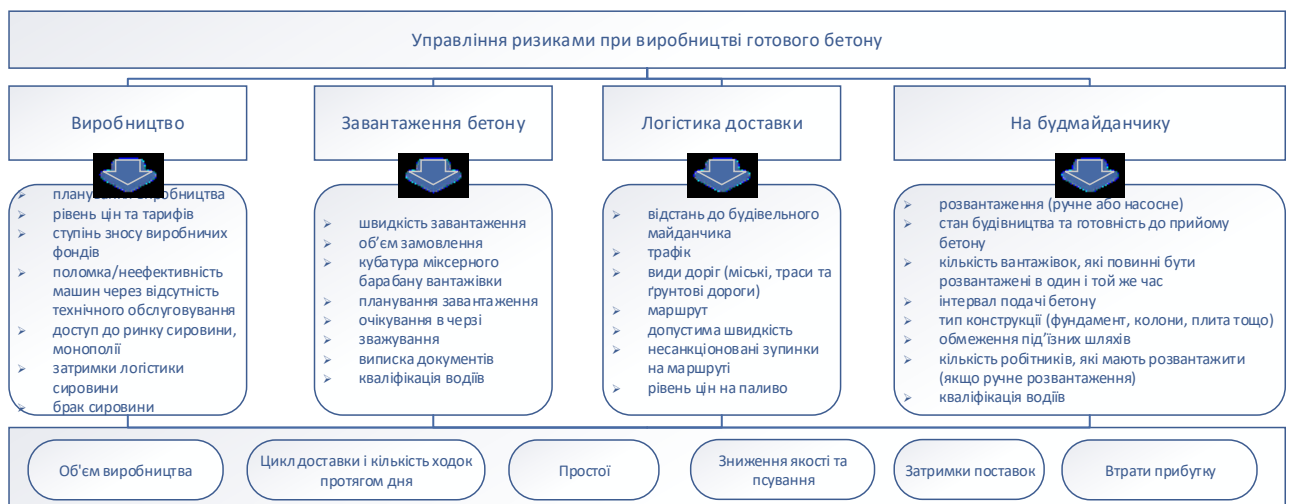 Управління ризиками при виробництві готового бетону
Виробництво
Завантаження бетону
Логістика доставки
На будмайданчику
виробництва
рівень цін та тарифів
ступінь зносу виробничих
фондів
поломка/неефективність
машин через відсутність
технічного обслуговування
доступ до ринку сировини,
монополії
затримки логістики
сировини
брак сировини
швидкість завантаження
об’єм замовлення
кубатура міксерного
барабану вантажівки
планування завантаження
очікування в черзі
зважування
виписка документів
кваліфікація водіїв
відстань до будівельного
майданчика
трафік
види доріг (міські, траси та
ґрунтові дороги)
маршрут
допустима швидкість
несанкціоновані зупинки
на маршруті
рівень цін на паливо
розвантаження (ручне або насосне)
стан будівництва та готовність до прийому
бетону
кількість вантажівок, які повинні бути
розвантажені в один і той же час
інтервал подачі бетону
тип конструкції (фундамент, колони, плита тощо)
обмеження під’їзних шляхів
кількість робітників, які мають розвантажити
(якщо ручне розвантаження)
кваліфікація водіїв
Об'єм виробництва
Цикл доставки і кількість ходок
протягом дня
Простої
Зниження якості та
псування
Затримки поставок
Втрати прибутку